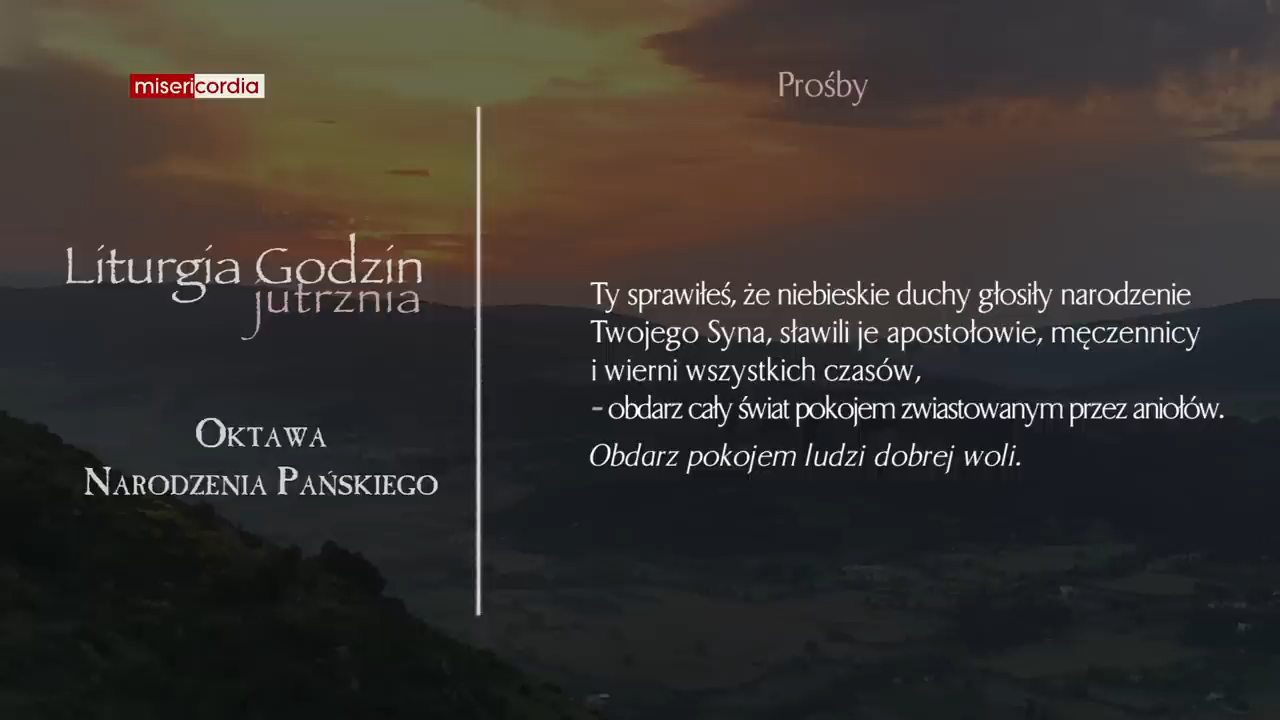 misericordia
Prośby
Liturgia Godzin
jutrznia
Oktawa
Narodzenia Pańskiego
Ty sprawiłeś, że niebieskie duchy głosiły narodzenie
Twojego Syna, sławili je apostołowie, męczennicy
i wierni wszystkich czasów,
- obdarz cały świat pokojem zwiastowanym przez aniołów.
Obdarz pokojem ludzi dobrej woli.